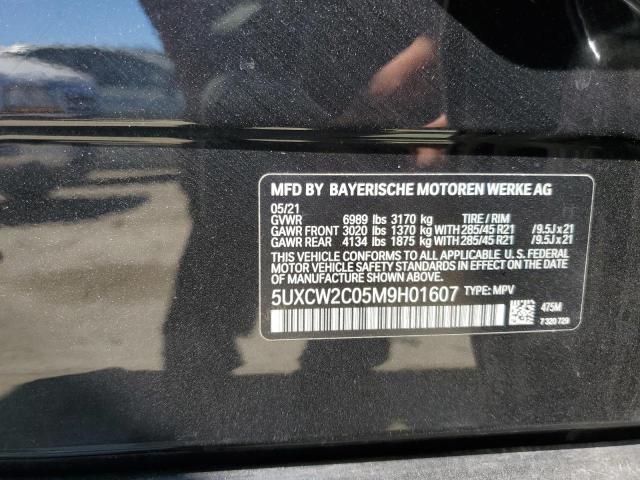 MFD BY BAYERISCHE MOTOREN WERKE AG
05/21
GVWR 6989 lbs 3170 kg TIRE / RIM
GAWR FRONT 3020 lbs 1370 kg WITH 285/45 R21 /9.5J x 21
GAWR REAR 4134 lbs 1875 kg WITH 285/45 R21 /9.5J x 21
THIS VEHICLE CONFORMS TO ALL APPLICABLE U. S. FEDERAL
MOTOR VEHICLE SAFETY STANDARDS IN EFFECT ON THE DATE OF
MANUFACTURE SHOWN ABOVE.
5UXCW2C05M9H01607 TYPE: MPV
475M
7 320 729